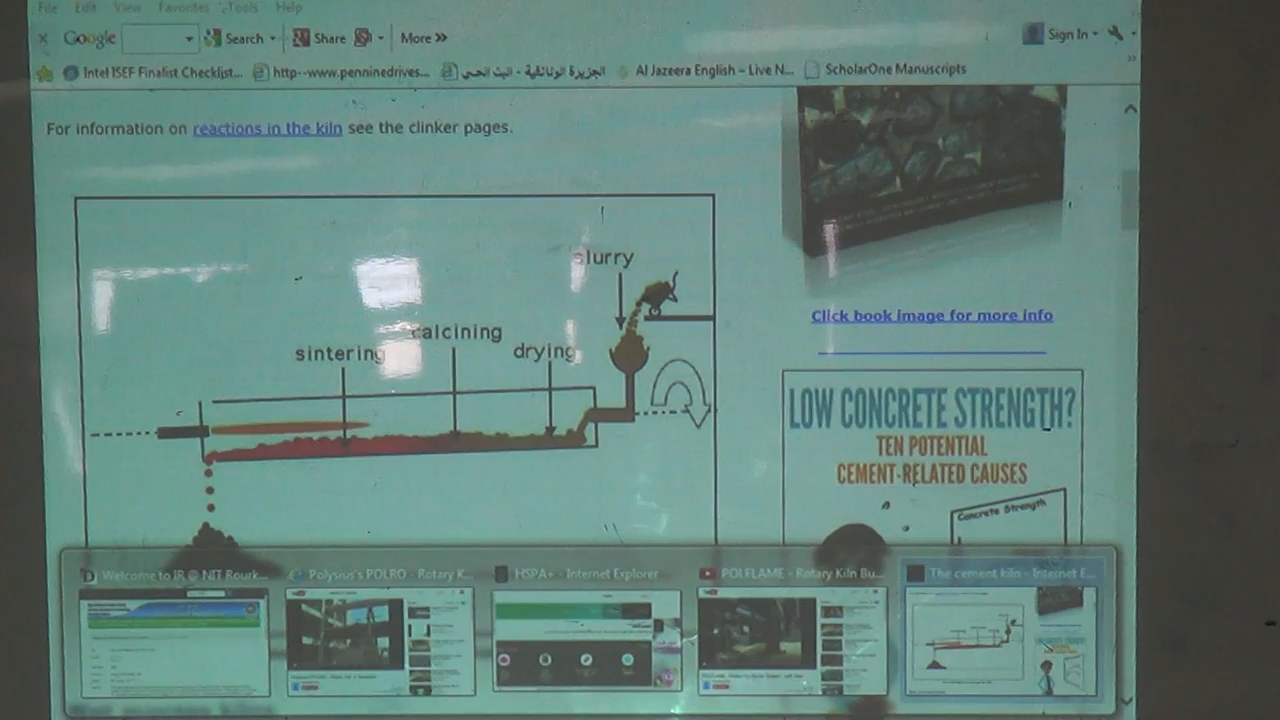 File Edit View Favorites Tools Help
x Google Search Share More »
Sign In
Intel ISEF Finalist Checklist... http--www.penninedrives... الجزيرة الوثائقية - البث الحي Al Jazeera English – Live N... ScholarOne Manuscripts
For information on reactions in the kiln see the clinker pages.
slurry
calcining
sintering
drying
Click book image for more info
LOW CONCRETE STRENGTH?
TEN POTENTIAL
CEMENT-RELATED CAUSES
Concrete Strength
Welcome to IR @ NIT Rourk...
Polysius's POLRO - Rotary K...
HSPA+ - Internet Explorer
POLFLAME - Rotary Kiln Bu...
The cement kiln - Internet E...